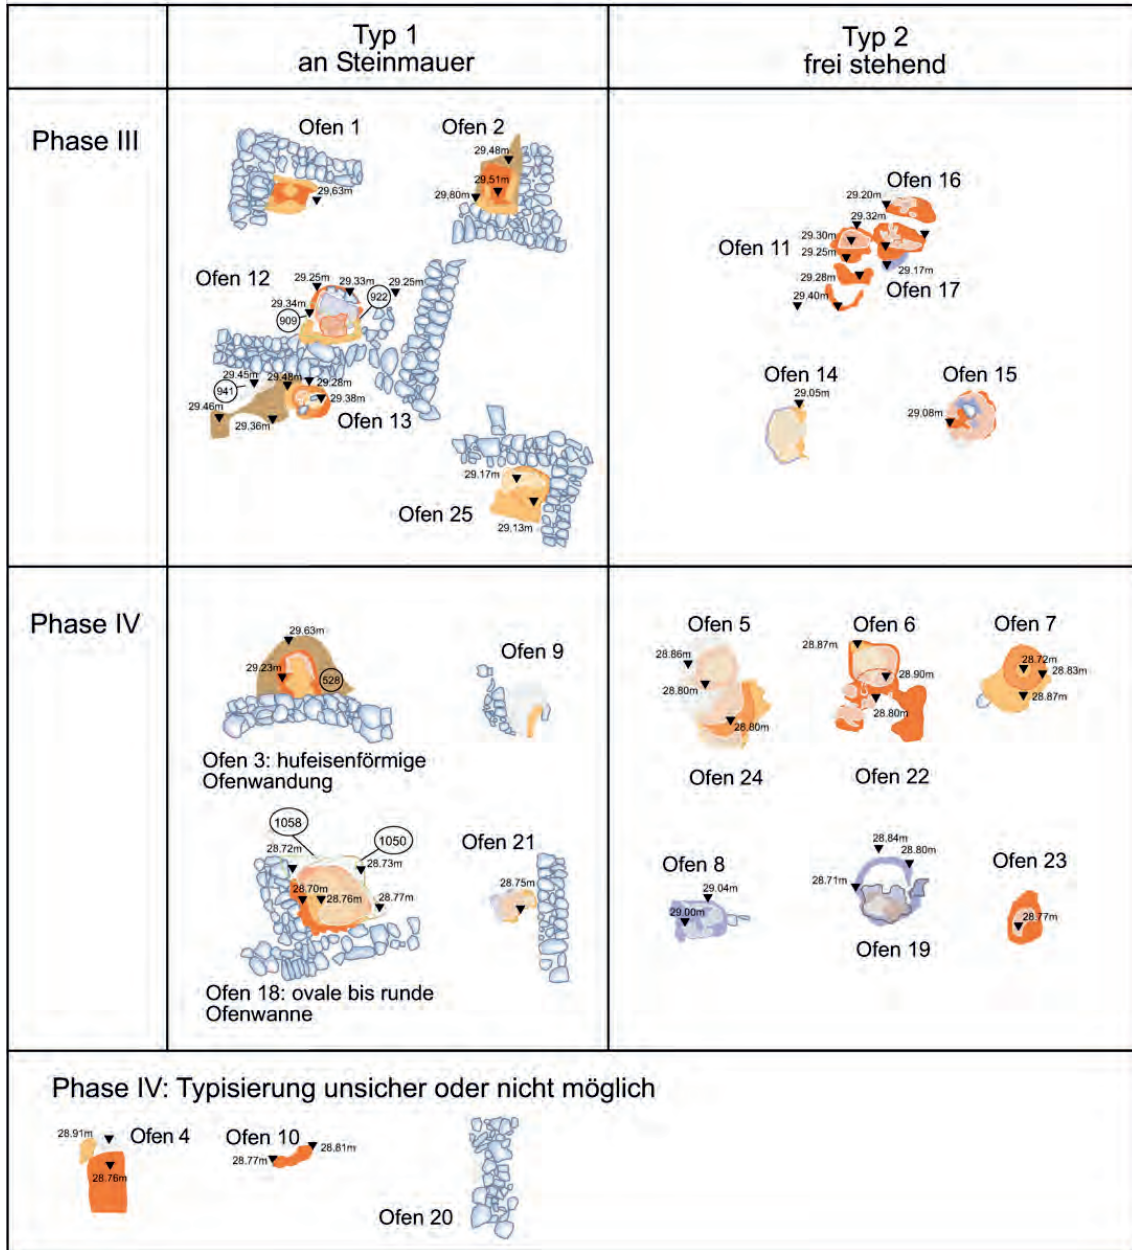 Typ 1
an Steinmauer
Typ 2
frei stehend
Phase III
Ofen 1
29,63m
Ofen 2
29,48m
29,51m
29,80m
Ofen 12
29.25m
29.33m
29.25m
29.34m
922
909
29.45m
29.48m
29.28m
941
29.38m
29.46m
29.36m
Ofen 13
29.17m
Ofen 25
29.13m
Ofen 16
29.20m
29.32m
29.30m
Ofen 11
29.25m
29.17m
29.28m
Ofen 17
29.40m
Ofen 14
29.05m
Ofen 15
29.08m
Phase IV
29.63m
29.23m
528
Ofen 9
Ofen 3: hufeisenförmige
Ofenwandung
1058
1050
28.72m
28.73m
28.70m
28.76m
28.77m
Ofen 21
28.75m
Ofen 18: ovale bis runde
Ofenwanne
Ofen 5
28.86m
28.80m
28.80m
Ofen 24
Ofen 6
28.87m
28.90m
28.80m
Ofen 22
Ofen 7
28.72m
28.83m
28.87m
Ofen 8
29.04m
29.00m
28.84m
28.80m
28.71m
Ofen 19
Ofen 23
28.77m
Phase IV: Typisierung unsicher oder nicht möglich
28.91m
Ofen 4
28.76m
Ofen 10
28.81m
28.77m
Ofen 20